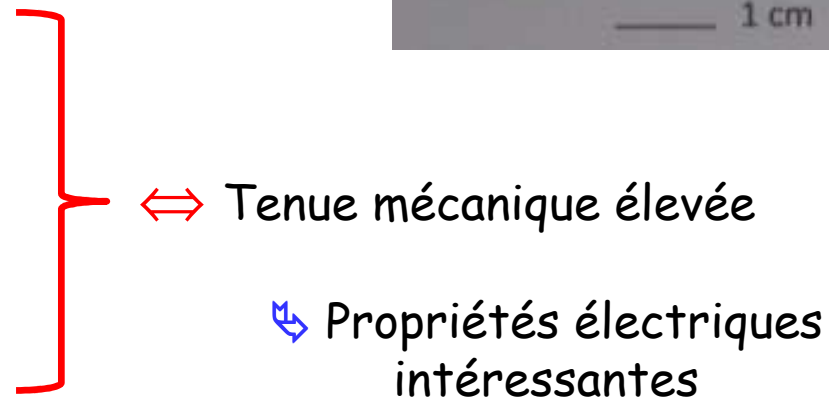 1 cm
⇔ Tenue mécanique élevée
Propriétés électriques
intéressantes